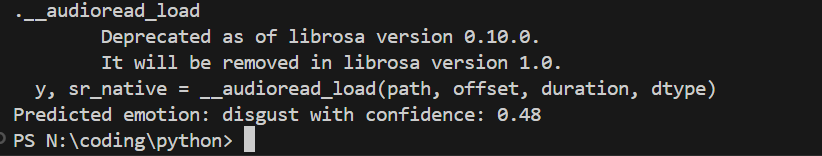 .__audioread_load
        Deprecated as of librosa version 0.10.0.
        It will be removed in librosa version 1.0.
  y, sr_native = __audioread_load(path, offset, duration, dtype)
Predicted emotion: disgust with confidence: 0.48
PS N:\coding\python>